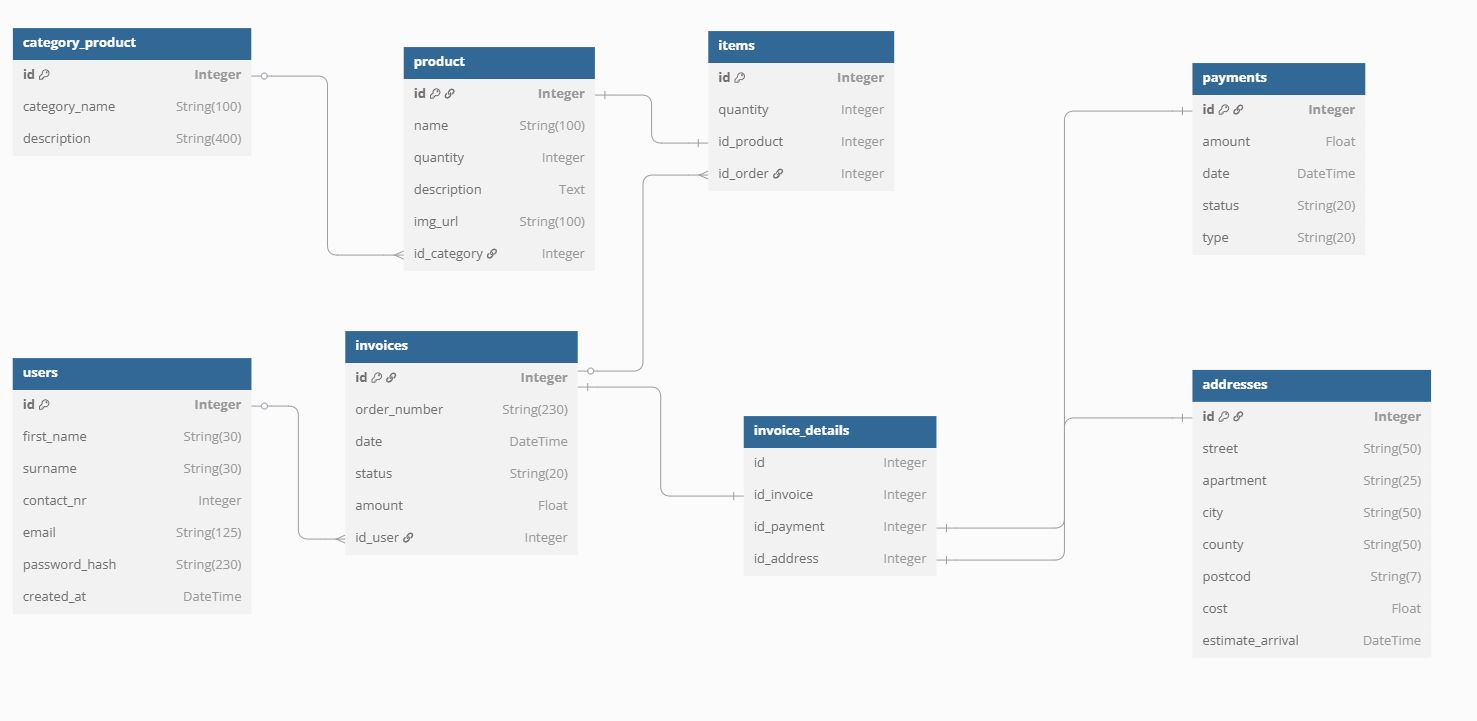 category_product
id Integer
category_name String(100)
description String(400)
product
id Integer
name String(100)
quantity Integer
description Text
img_url String(100)
id_category Integer
items
id Integer
quantity Integer
id_product Integer
id_order Integer
payments
id Integer
amount Float
date DateTime
status String(20)
type String(20)
users
id Integer
first_name String(30)
surname String(30)
contact_nr Integer
email String(125)
password_hash String(230)
created_at DateTime
invoices
id Integer
order_number String(230)
date DateTime
status String(20)
amount Float
id_user Integer
invoice_details
id Integer
id_invoice Integer
id_payment Integer
id_address Integer
addresses
id Integer
street String(50)
apartment String(25)
city String(50)
county String(50)
postcod String(7)
cost Float
estimate_arrival DateTime